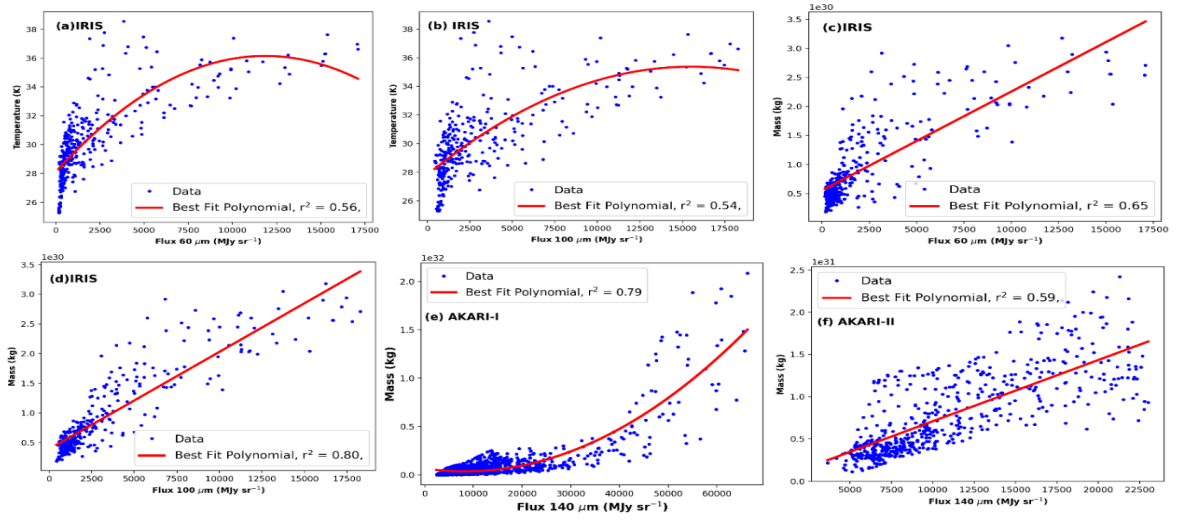 (a)IRIS
38
36
34
32
30
28
26
Temperature (K)
Data
Best Fit Polynomial, r² = 0.56,
0 2500 5000 7500 10000 12500 15000 17500
Flux 60 μm (MJy sr⁻¹)
(b) IRIS
38
36
34
32
30
28
26
Temperature (K)
Data
Best Fit Polynomial, r² = 0.54,
0 2500 5000 7500 10000 12500 15000 17500
Flux 100 μm (MJy sr⁻¹)
1e30
(c)IRIS
3.5
3.0
2.5
2.0
1.5
1.0
0.5
Mass (kg)
Data
Best Fit Polynomial, r² = 0.65
0 2500 5000 7500 10000 12500 15000 17500
Flux 60 μm (MJy sr⁻¹)
1e30
(d)IRIS
3.5
3.0
2.5
2.0
1.5
1.0
0.5
Mass (kg)
Data
Best Fit Polynomial, r² = 0.80,
0 2500 5000 7500 10000 12500 15000 17500
Flux 100 μm (MJy sr⁻¹)
1e32
Data
Best Fit Polynomial, r² = 0.79
(e) AKARI-I
2.0
1.5
1.0
0.5
0.0
Mass (kg)
0 10000 20000 30000 40000 50000 60000
Flux 140 μm (MJy sr⁻¹)
1e31
Data
Best Fit Polynomial, r² = 0.59,
(f) AKARI-II
2.5
2.0
1.5
1.0
0.5
0.0
Mass (kg)
5000 7500 10000 12500 15000 17500 20000 22500
Flux 140 μm (MJy sr⁻¹)